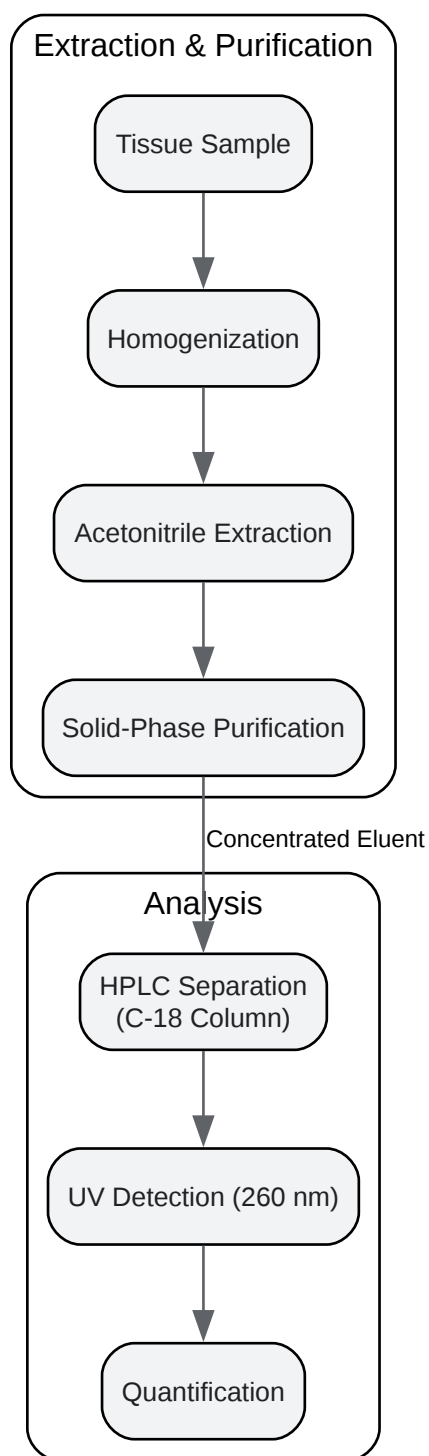 Extraction & Purification
Tissue Sample
Homogenization
Acetonitrile Extraction
Solid-Phase Purification
Concentrated Eluent
Analysis
HPLC Separation
(C-18 Column)
UV Detection (260 nm)
Quantification